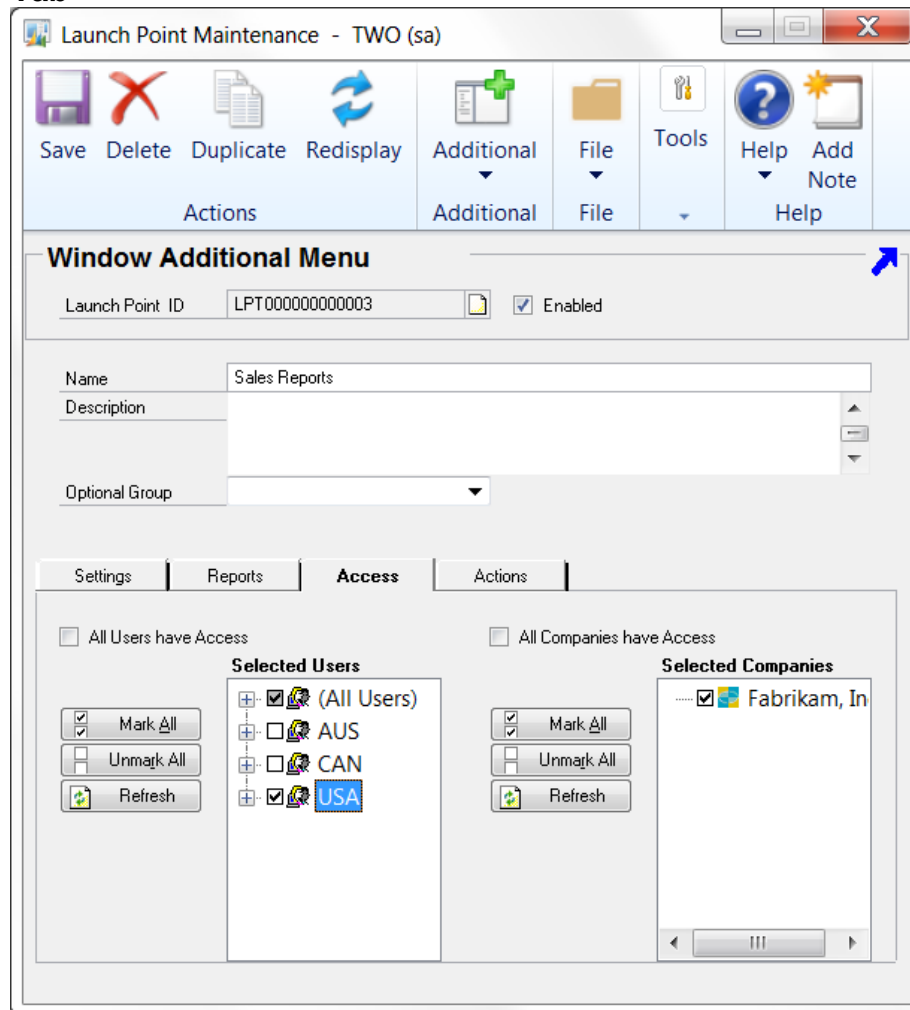 Launch Point Maintenance - TWO (sa)
Save Delete Duplicate Redisplay Additional File Tools Help Add Note
Actions Additional File Help
Window Additional Menu
Launch Point ID LPT000000000003 Enabled
Name Sales Reports
Description
Optional Group
Settings Reports Access Actions
All Users have Access All Companies have Access
Selected Users Selected Companies
(All Users) Fabrikam, In
Mark All AUS Mark All
Unmark All CAN Unmark All
Refresh USA Refresh